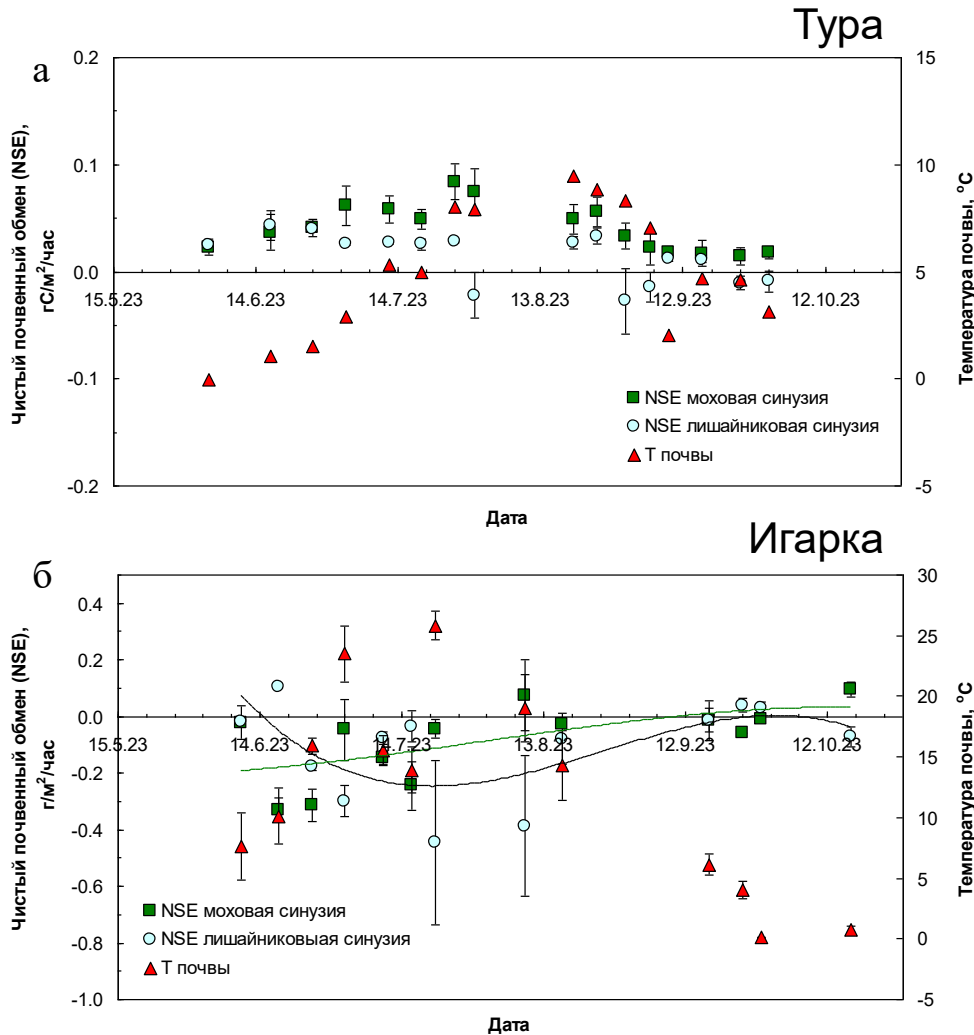 Тура
а
Чистый почвенный обмен (NSE),
гС/м²/час
0.2
0.1
0.0
-0.1
-0.2
15
10
5
0
-5
Температура почвы, °С
15.5.23
14.6.23
14.7.23
13.8.23
12.9.23
12.10.23
NSE моховая синузия
NSE лишайниковая синузия
Т почвы
Дата
Игарка
б
Чистый почвенный обмен (NSE),
г/м²/час
0.4
0.2
0.0
-0.2
-0.4
-0.6
-0.8
-1.0
30
25
20
15
10
5
0
-5
Температура почвы, °С
15.5.23
14.6.23
14.7.23
13.8.23
12.9.23
12.10.23
NSE моховая синузия
NSE лишайниковыая синузия
Т почвы
Дата